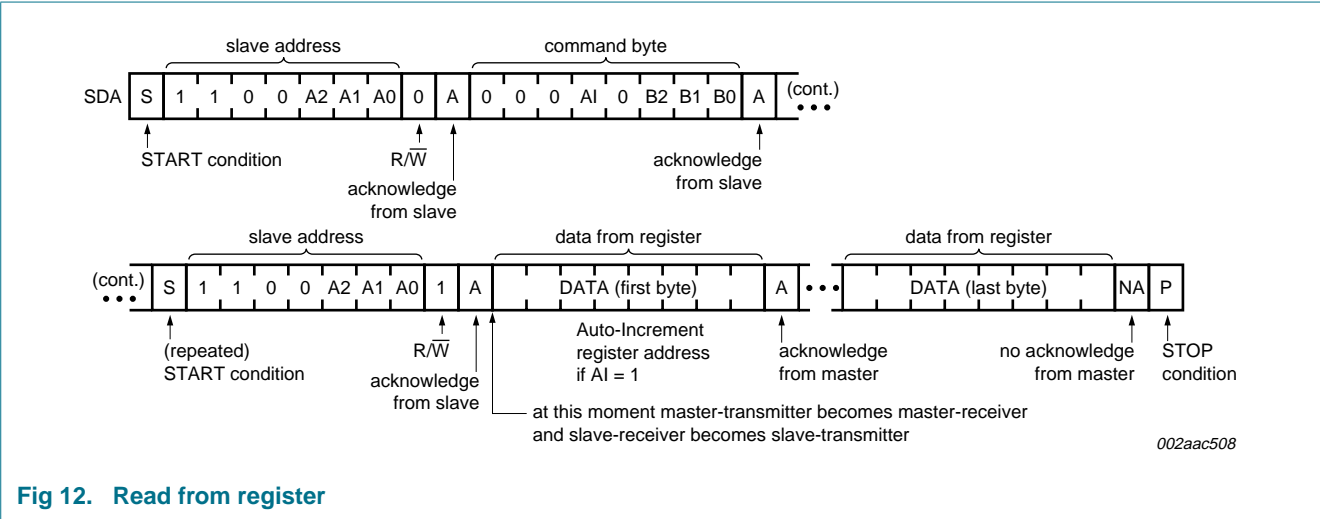 slave address
command byte
SDA S 1 1 0 0 A2 A1 A0 0 A 0 0 0 AI 0 B2 B1 B0 A (cont.)
START condition
R/W̅
acknowledge
from slave
acknowledge
from slave
slave address
data from register
data from register
(cont.) S 1 1 0 0 A2 A1 A0 1 A DATA (first byte) A DATA (last byte) NA P
(repeated)
START condition
R/W̅
acknowledge
from slave
Auto-Increment
register address
if AI = 1
acknowledge
from master
no acknowledge
from master
STOP
condition
at this moment master-transmitter becomes master-receiver
and slave-receiver becomes slave-transmitter
002aac508
Fig 12. Read from register